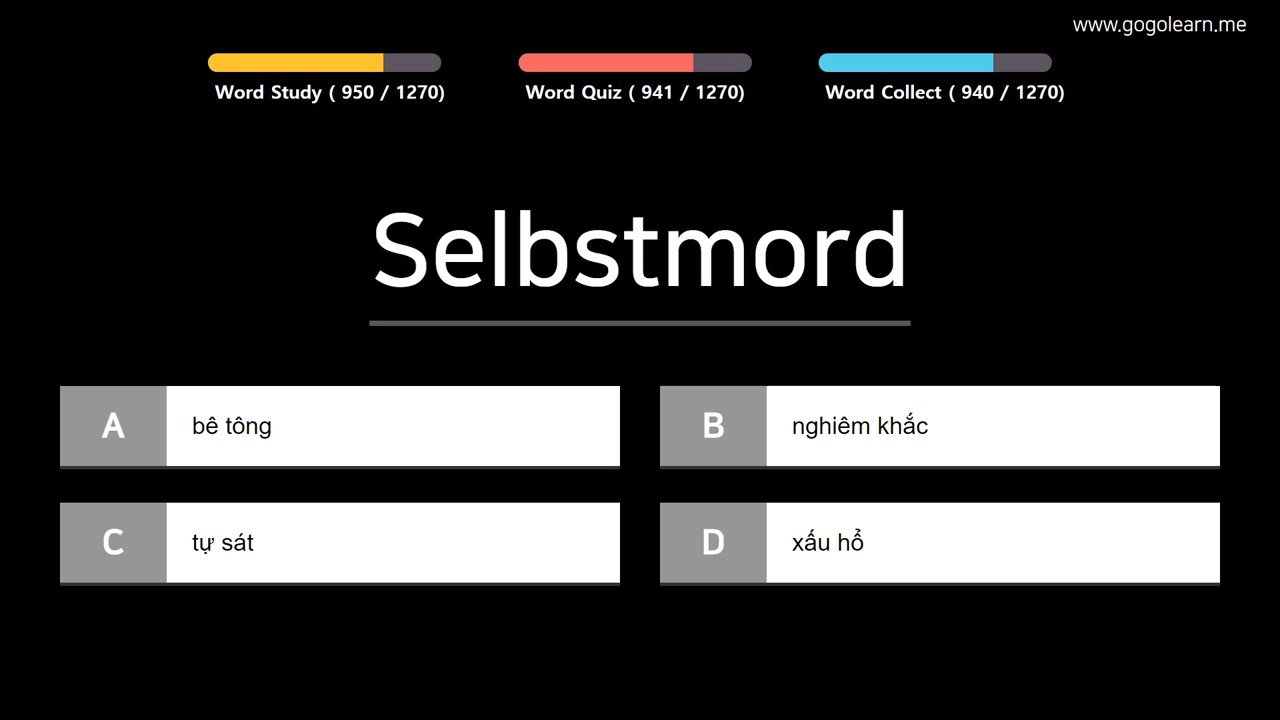 www.gogolearn.me
Word Study ( 950 / 1270)
Word Quiz ( 941 / 1270)
Word Collect ( 940 / 1270)
Selbstmord
A bê tông
B nghiêm khắc
C tự sát
D xấu hổ